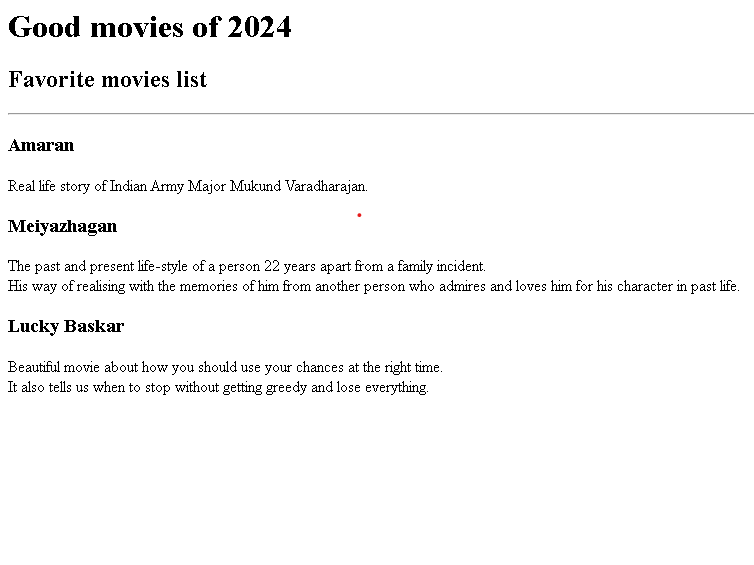 Good movies of 2024
Favorite movies list
Amaran
Real life story of Indian Army Major Mukund Varadharajan.
Meiyazhagan
The past and present life-style of a person 22 years apart from a family incident.
His way of realising with the memories of him from another person who admires and loves him for his character in past life.
Lucky Baskar
Beautiful movie about how you should use your chances at the right time.
It also tells us when to stop without getting greedy and lose everything.